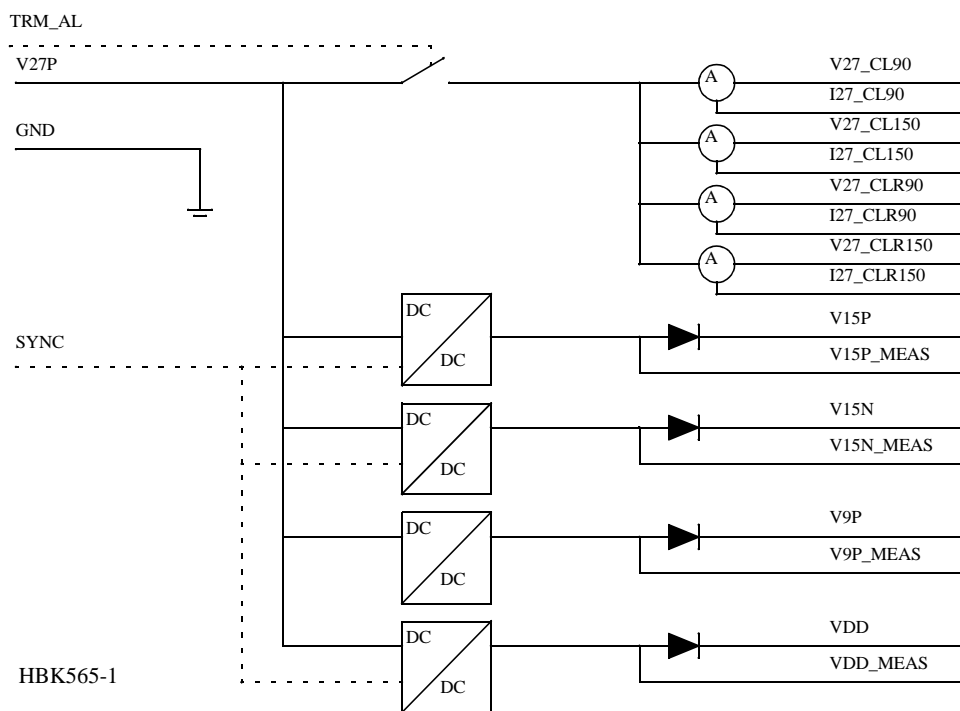 TRM_AL
V27P
GND
A
V27_CL90
I27_CL90
A
V27_CL150
I27_CL150
A
V27_CLR90
I27_CLR90
A
V27_CLR150
I27_CLR150
SYNC
DC
DC
V15P
V15P_MEAS
DC
DC
V15N
V15N_MEAS
DC
DC
V9P
V9P_MEAS
DC
DC
VDD
VDD_MEAS
HBK565-1